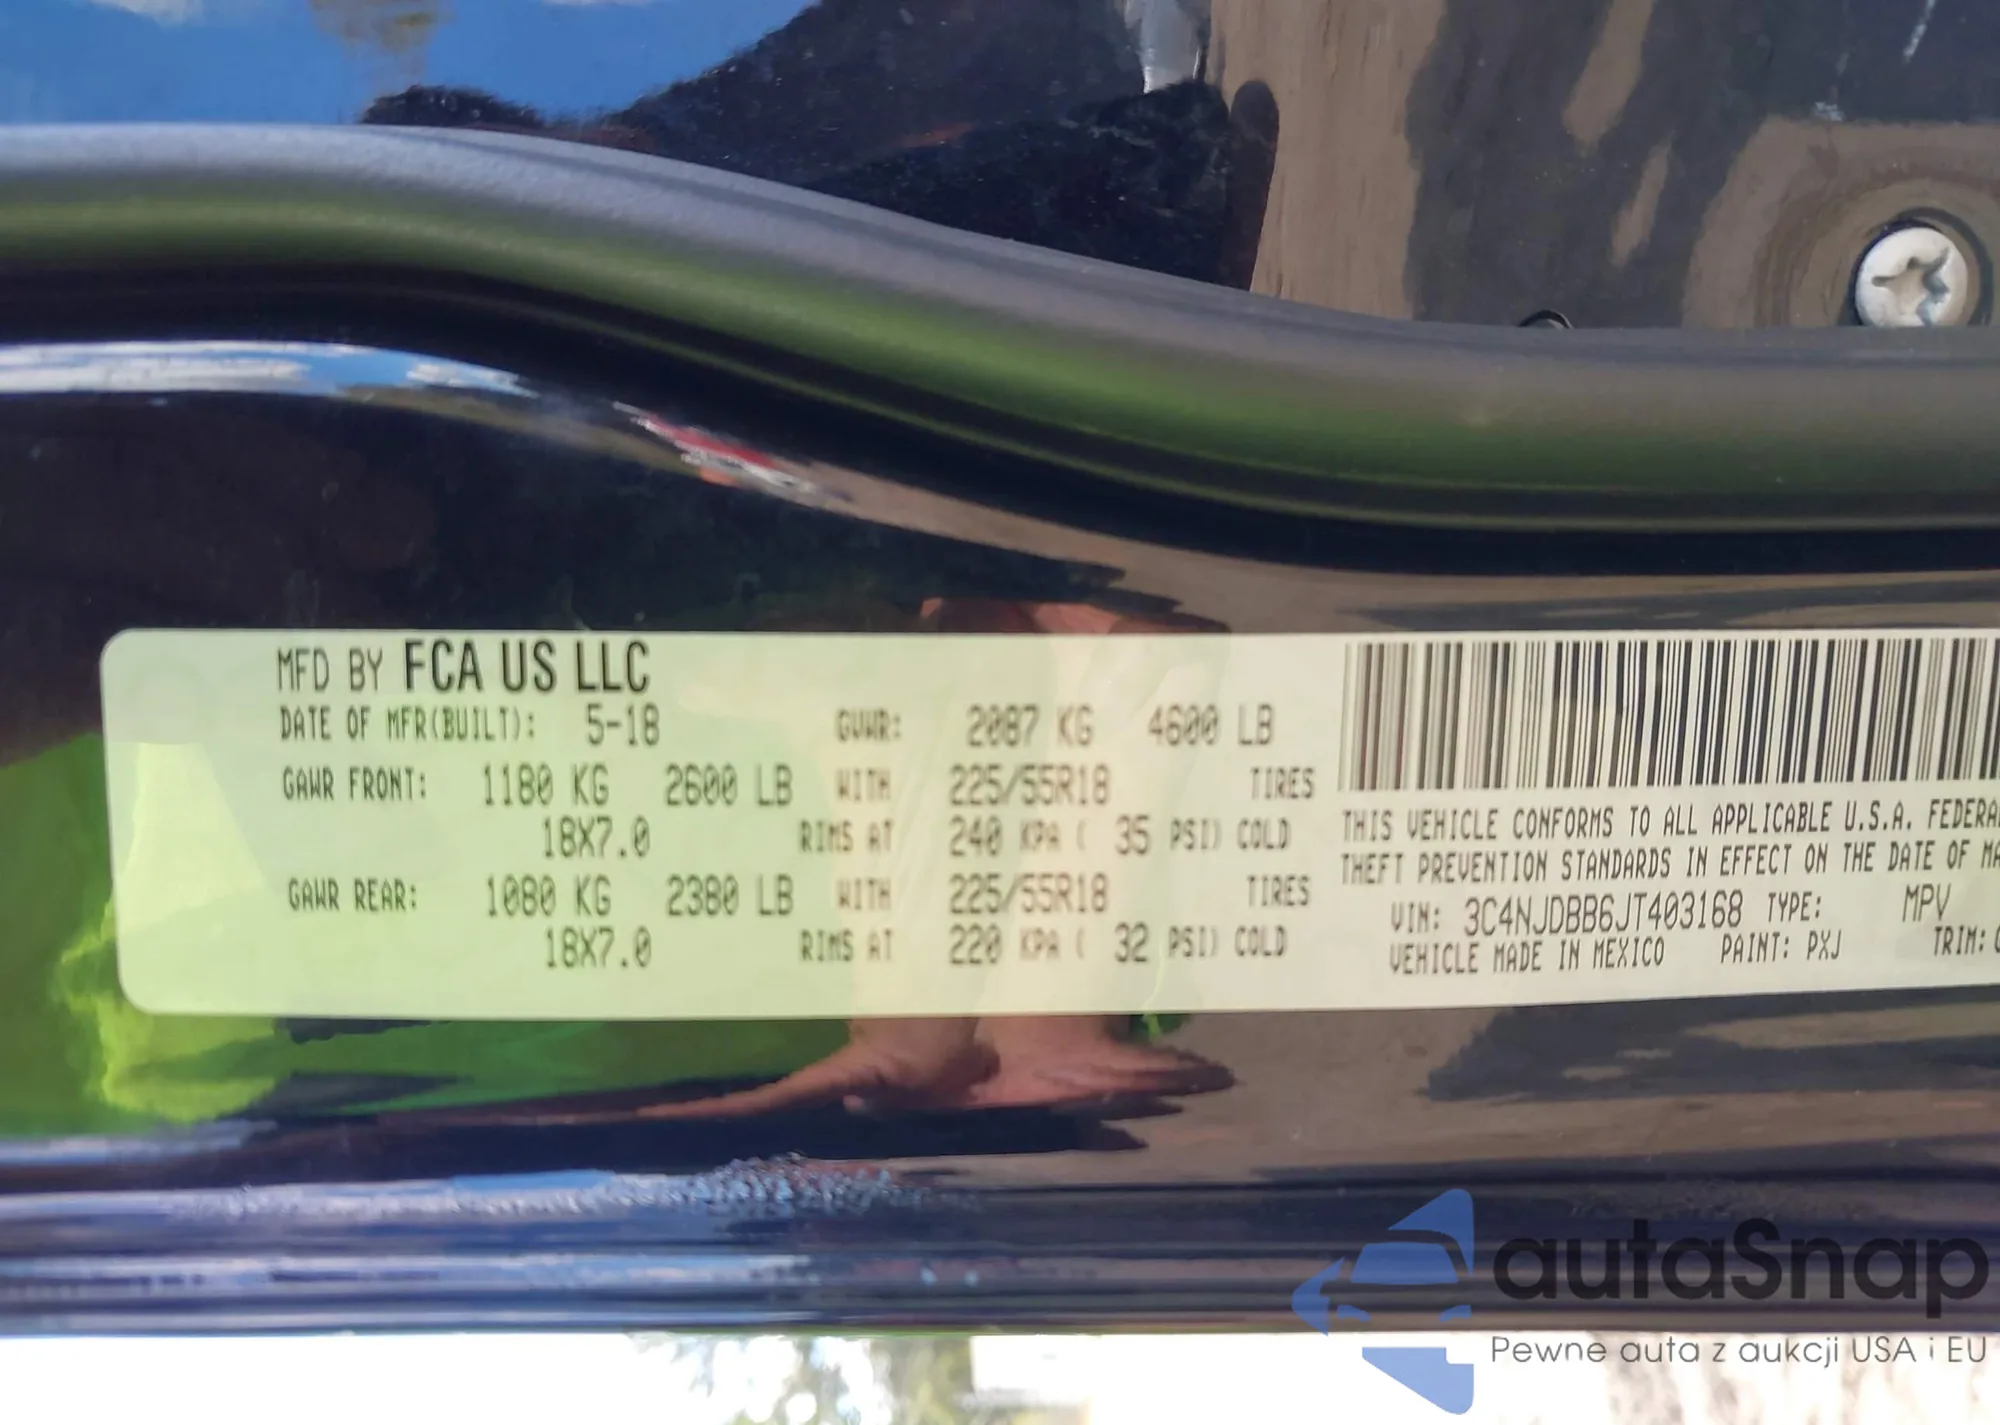 MFD BY FCA US LLC
DATE OF MFR(BUILT): 5-18 GVWR: 2087 KG 4600 LB
GAWR FRONT: 1180 KG 2600 LB WITH 225/55R18 TIRES
18X7.0 RIMS AT 240 KPA ( 35 PSI) COLD
GAWR REAR: 1080 KG 2380 LB WITH 225/55R18 TIRES
18X7.0 RIMS AT 220 KPA ( 32 PSI) COLD
THIS VEHICLE CONFORMS TO ALL APPLICABLE U.S.A. FEDERA
THEFT PREVENTION STANDARDS IN EFFECT ON THE DATE OF MA
VIN: 3C4NJDBB6JT403168 TYPE: MPV
VEHICLE MADE IN MEXICO PAINT: PXJ TRIM:
autaSnap
Pewne auta z aukcji USA i EU